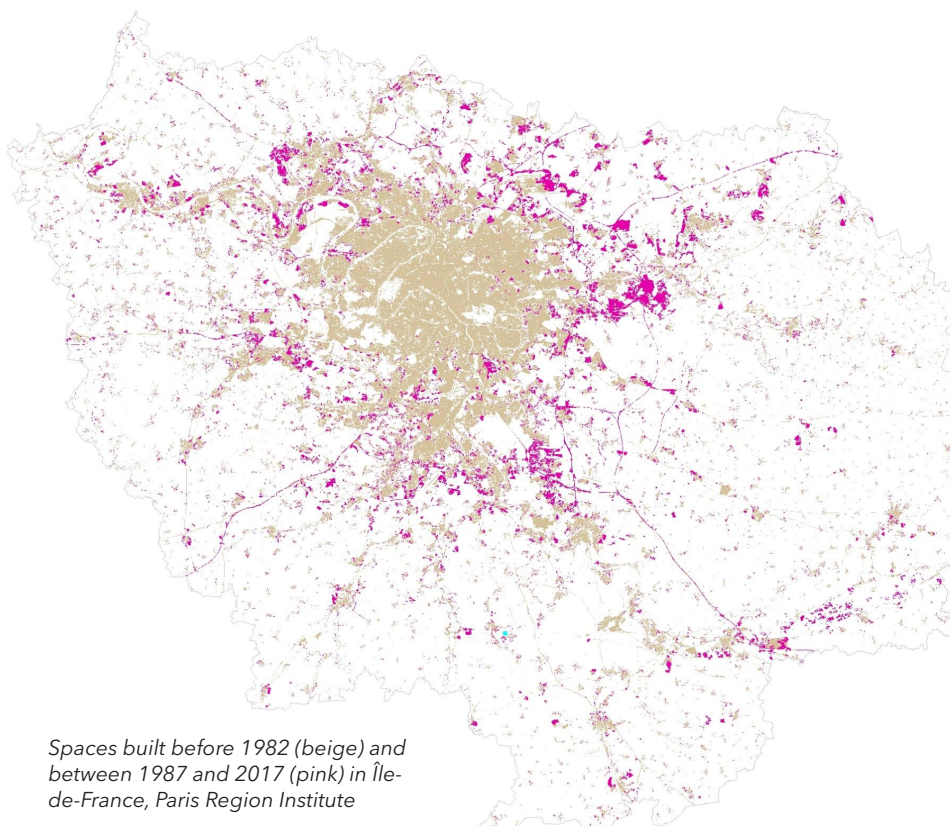 Spaces built before 1982 (beige) and
between 1987 and 2017 (pink) in Île-
de-France, Paris Region Institute